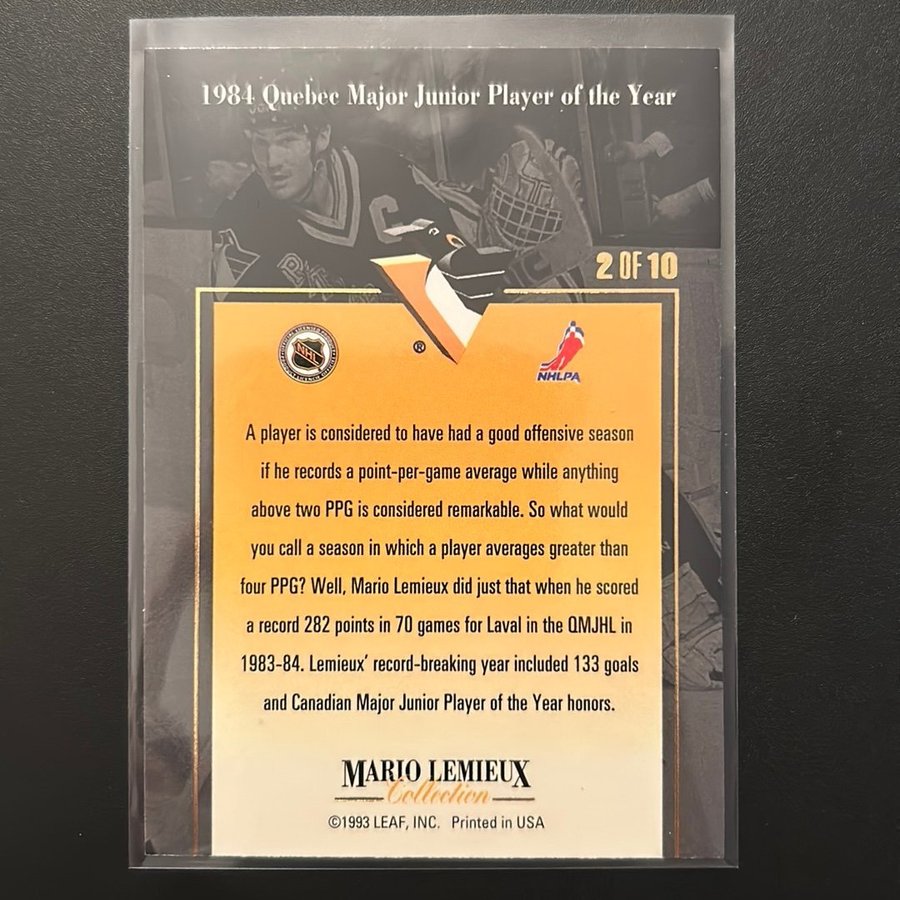 1984 Quebec Major Junior Player of the Year
C
2 OF 10
NHL
®
NHLPA
A player is considered to have had a good offensive season
if he records a point-per-game average while anything
above two PPG is considered remarkable. So what would
you call a season in which a player averages greater than
four PPG? Well, Mario Lemieux did just that when he scored
a record 282 points in 70 games for Laval in the QMJHL in
1983-84. Lemieux' record-breaking year included 133 goals
and Canadian Major Junior Player of the Year honors.
MARIO LEMIEUX
Collection
©1993 LEAF, INC. Printed in USA